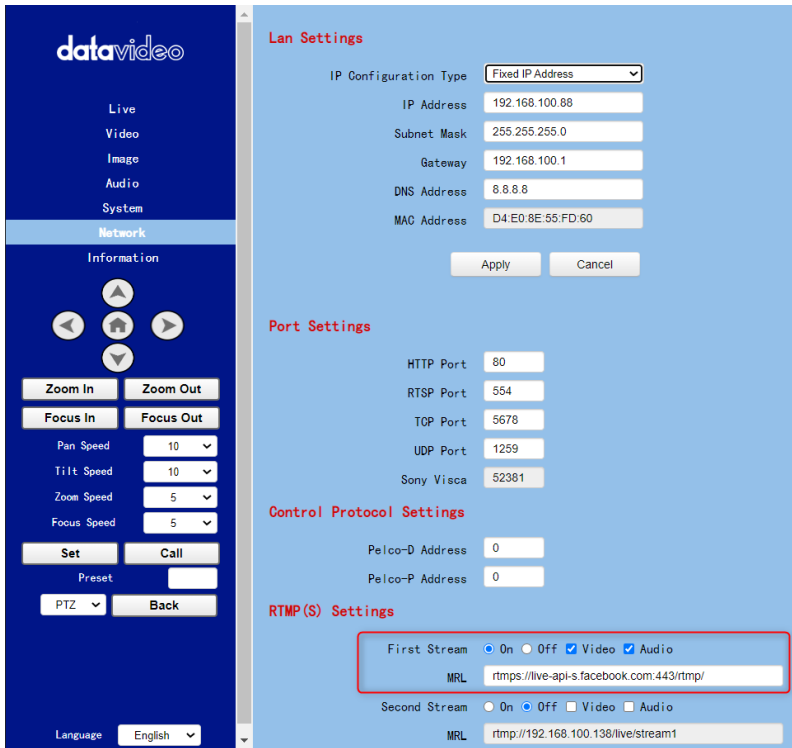 datavideo
Live
Video
Image
Audio
System
Network
Information
Zoom In Zoom Out
Focus In Focus Out
Pan Speed 10
Tilt Speed 10
Zoom Speed 5
Focus Speed 5
Set Call
Preset
PTZ Back
Language English
Lan Settings
IP Configuration Type Fixed IP Address
IP Address 192.168.100.88
Subnet Mask 255.255.255.0
Gateway 192.168.100.1
DNS Address 8.8.8.8
MAC Address D4:E0:8E:55:FD:60
Apply Cancel
Port Settings
HTTP Port 80
RTSP Port 554
TCP Port 5678
UDP Port 1259
Sony Visca 52381
Control Protocol Settings
Pelco-D Address 0
Pelco-P Address 0
RTMP(S) Settings
First Stream On Off Video Audio
MRL rtmps://live-api-s.facebook.com:443/rtmp/
Second Stream On Off Video Audio
MRL rtmp://192.168.100.138/live/stream1